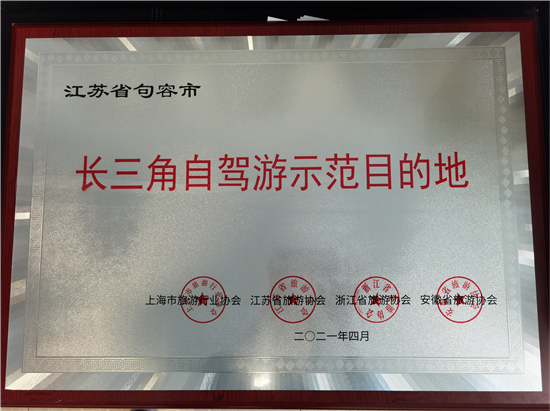 江苏省句容市
长三角自驾游示范目的地
上海市旅游行业协会 江苏省旅游协会 浙江省旅游协会 安徽省旅游协会
二〇二一年四月